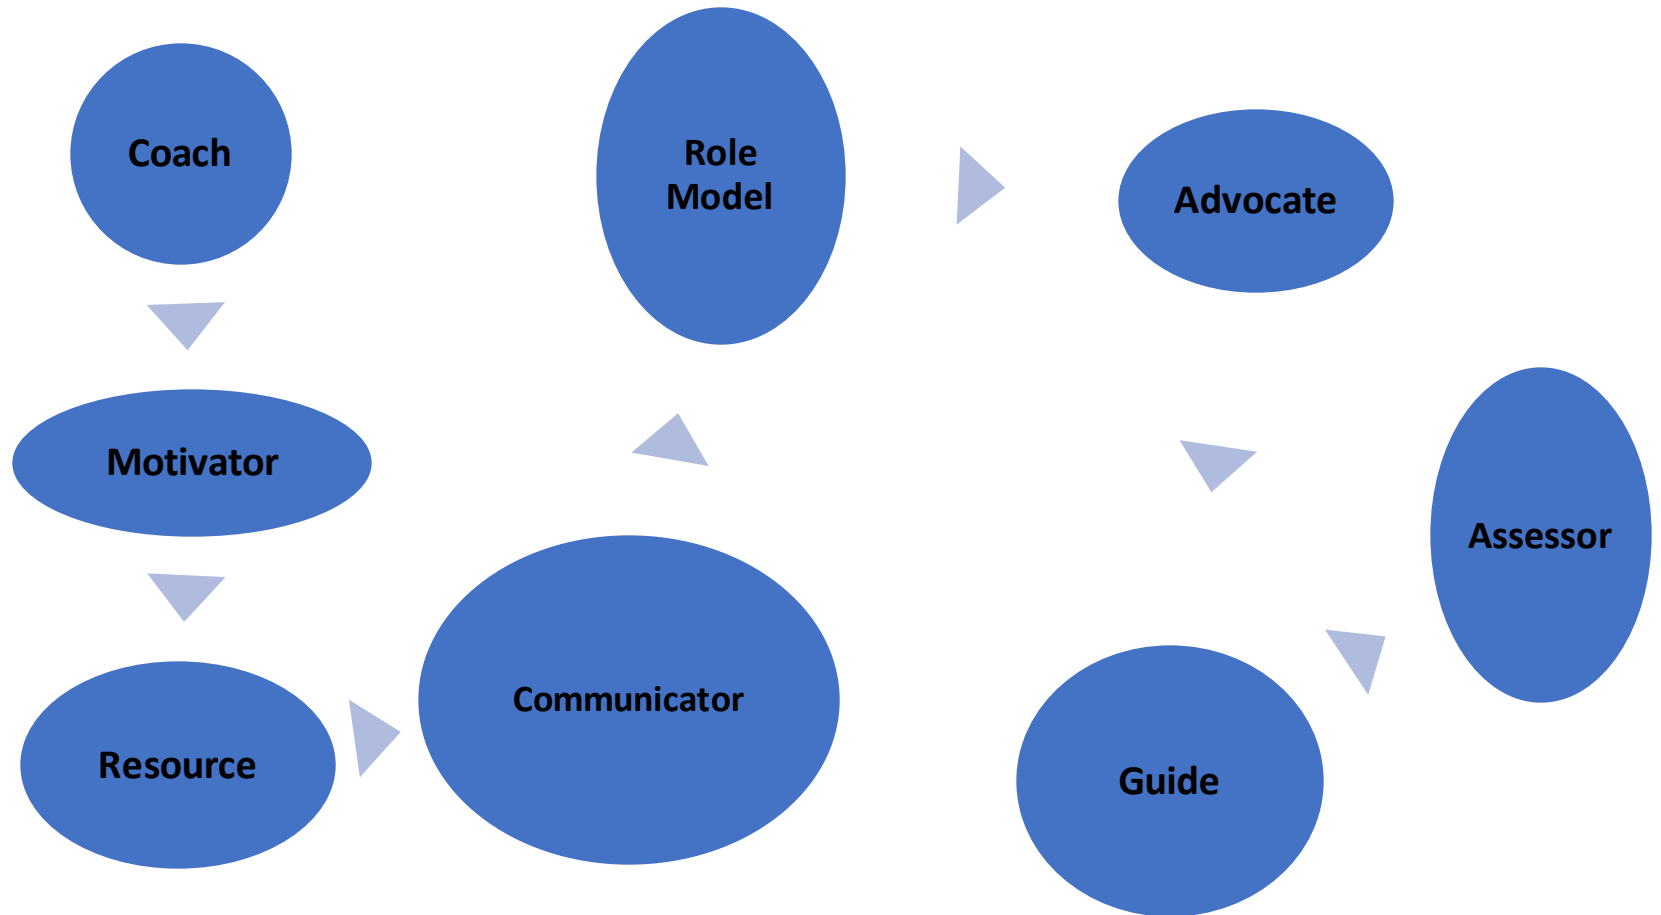 Coach
Role
Model
Advocate
Motivator
Assessor
Communicator
Resource
Guide